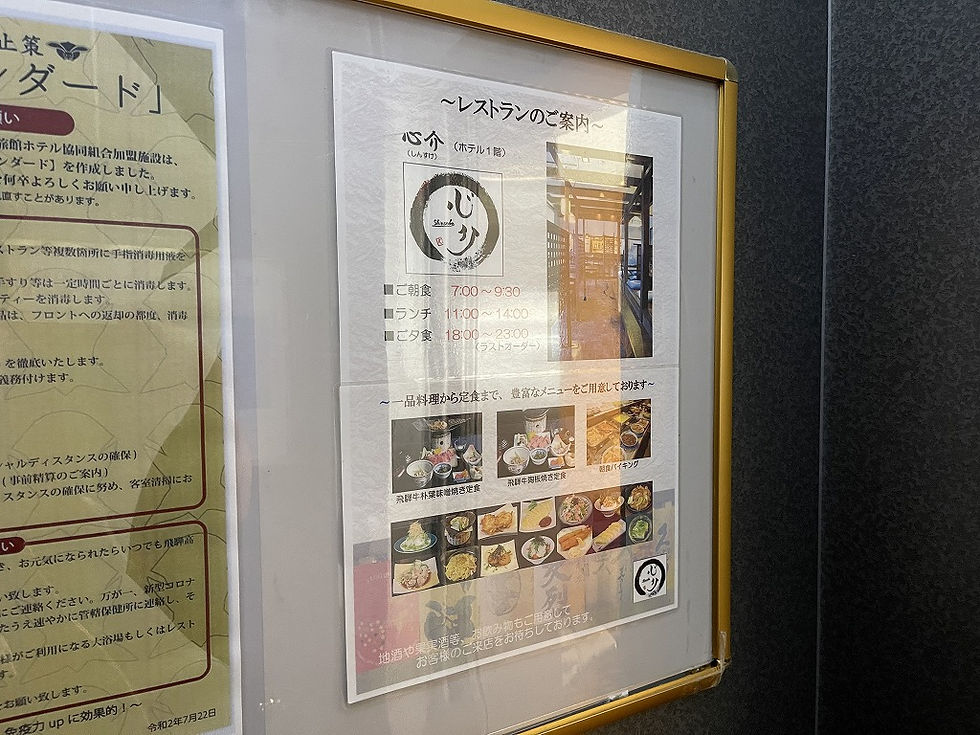 止策
ンダード」
願い
旅館ホテル協同組合加盟施設は、
ンダード】を作成しました。
何卒よろしくお願い申し上げます。
直すことがあります。
ストラン等複数箇所に手指消毒用液を
手すり等は一定時間ごとに消毒します。
ティーを消毒します。
品は、フロントへの返却の都度、消毒
を徹底いたします。
義務付けます。
シャルディスタンスの確保）
（事前精算のご案内）
スタンスの確保に努め、客室清掃にお
い
き、お元気になられたらいつでも飛騨高
い致します。
にご連絡ください。万が一、新型コロナ
たうえ速やかに管轄保健所に連絡し、そ
様がご利用になる大浴場もしくはレスト
す。
お願い致します。
免疫力 up に効果的！〜
令和2年7月22日
〜レストランのご案内〜
心介
（しんすけ）
（ホテル１階）
心介
Shinsuke
■ご朝食 7:00〜9:30
■ランチ 11:00〜14:00
■ご夕食 18:00〜23:00
（ラストオーダー）
〜一品料理から定食まで、豊富なメニューをご用意しております〜
飛騨牛朴葉味噌焼き定食
飛騨牛陶板焼き定食
朝食バイキング
心介
地酒や果実酒等、お飲み物もご用意して
お客様のご来店をお待ちしております。